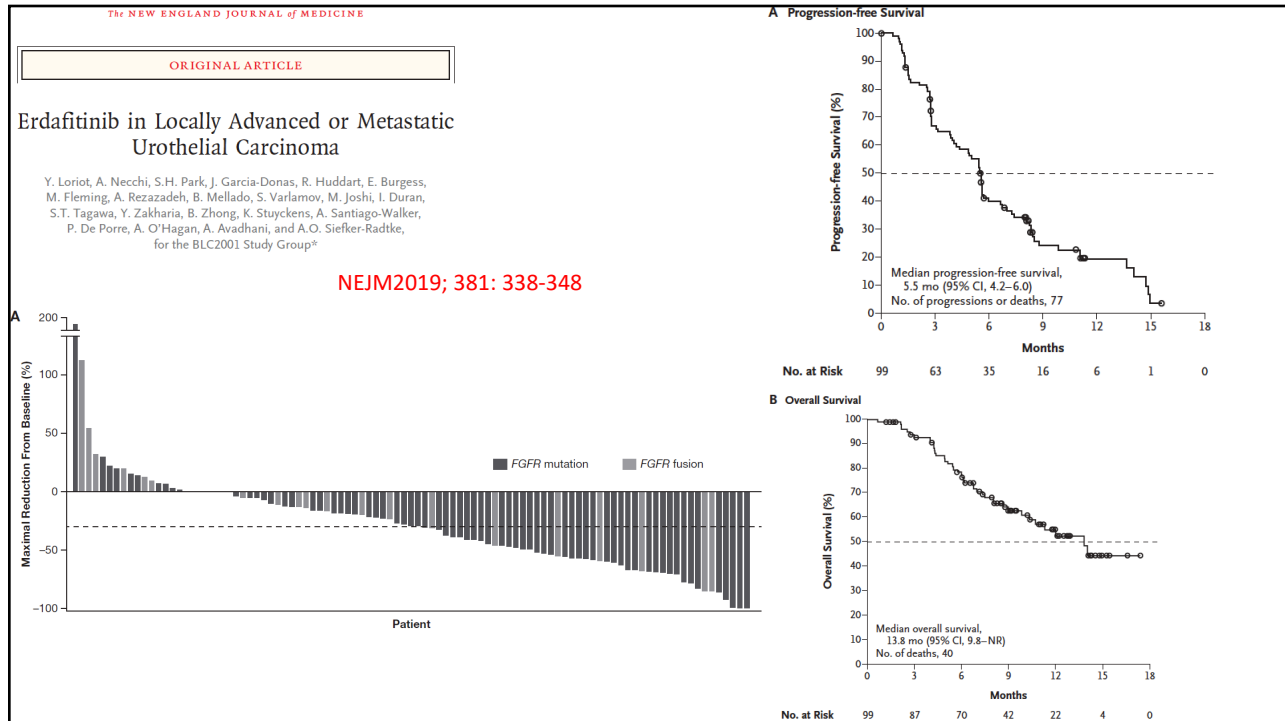 The NEW ENGLAND JOURNAL of MEDICINE
ORIGINAL ARTICLE
Erdafitinib in Locally Advanced or Metastatic
Urothelial Carcinoma
Y. Loriot, A. Necchi, S.H. Park, J. Garcia-Donas, R. Huddart, E. Burgess,
M. Fleming, A. Rezazadeh, B. Mellado, S. Varlamov, M. Joshi, I. Duran,
S.T. Tagawa, Y. Zakharia, B. Zhong, K. Stuyckens, A. Santiago-Walker,
P. De Porre, A. O'Hagan, A. Avadhani, and A.O. Siefker-Radtke,
for the BLC2001 Study Group*
NEJM2019; 381: 338-348
A
Maximal Reduction From Baseline (%)
200
100
50
0
−50
−100
FGFR mutation
FGFR fusion
Patient
A Progression-free Survival
Progression-free Survival (%)
100
90
80
70
60
50
40
30
20
10
0
Median progression-free survival,
5.5 mo (95% CI, 4.2–6.0)
No. of progressions or deaths, 77
0 3 6 9 12 15 18
Months
No. at Risk 99 63 35 16 6 1 0
B Overall Survival
Overall Survival (%)
100
90
80
70
60
50
40
30
20
10
0
Median overall survival,
13.8 mo (95% CI, 9.8–NR)
No. of deaths, 40
0 3 6 9 12 15 18
Months
No. at Risk 99 87 70 42 22 4 0